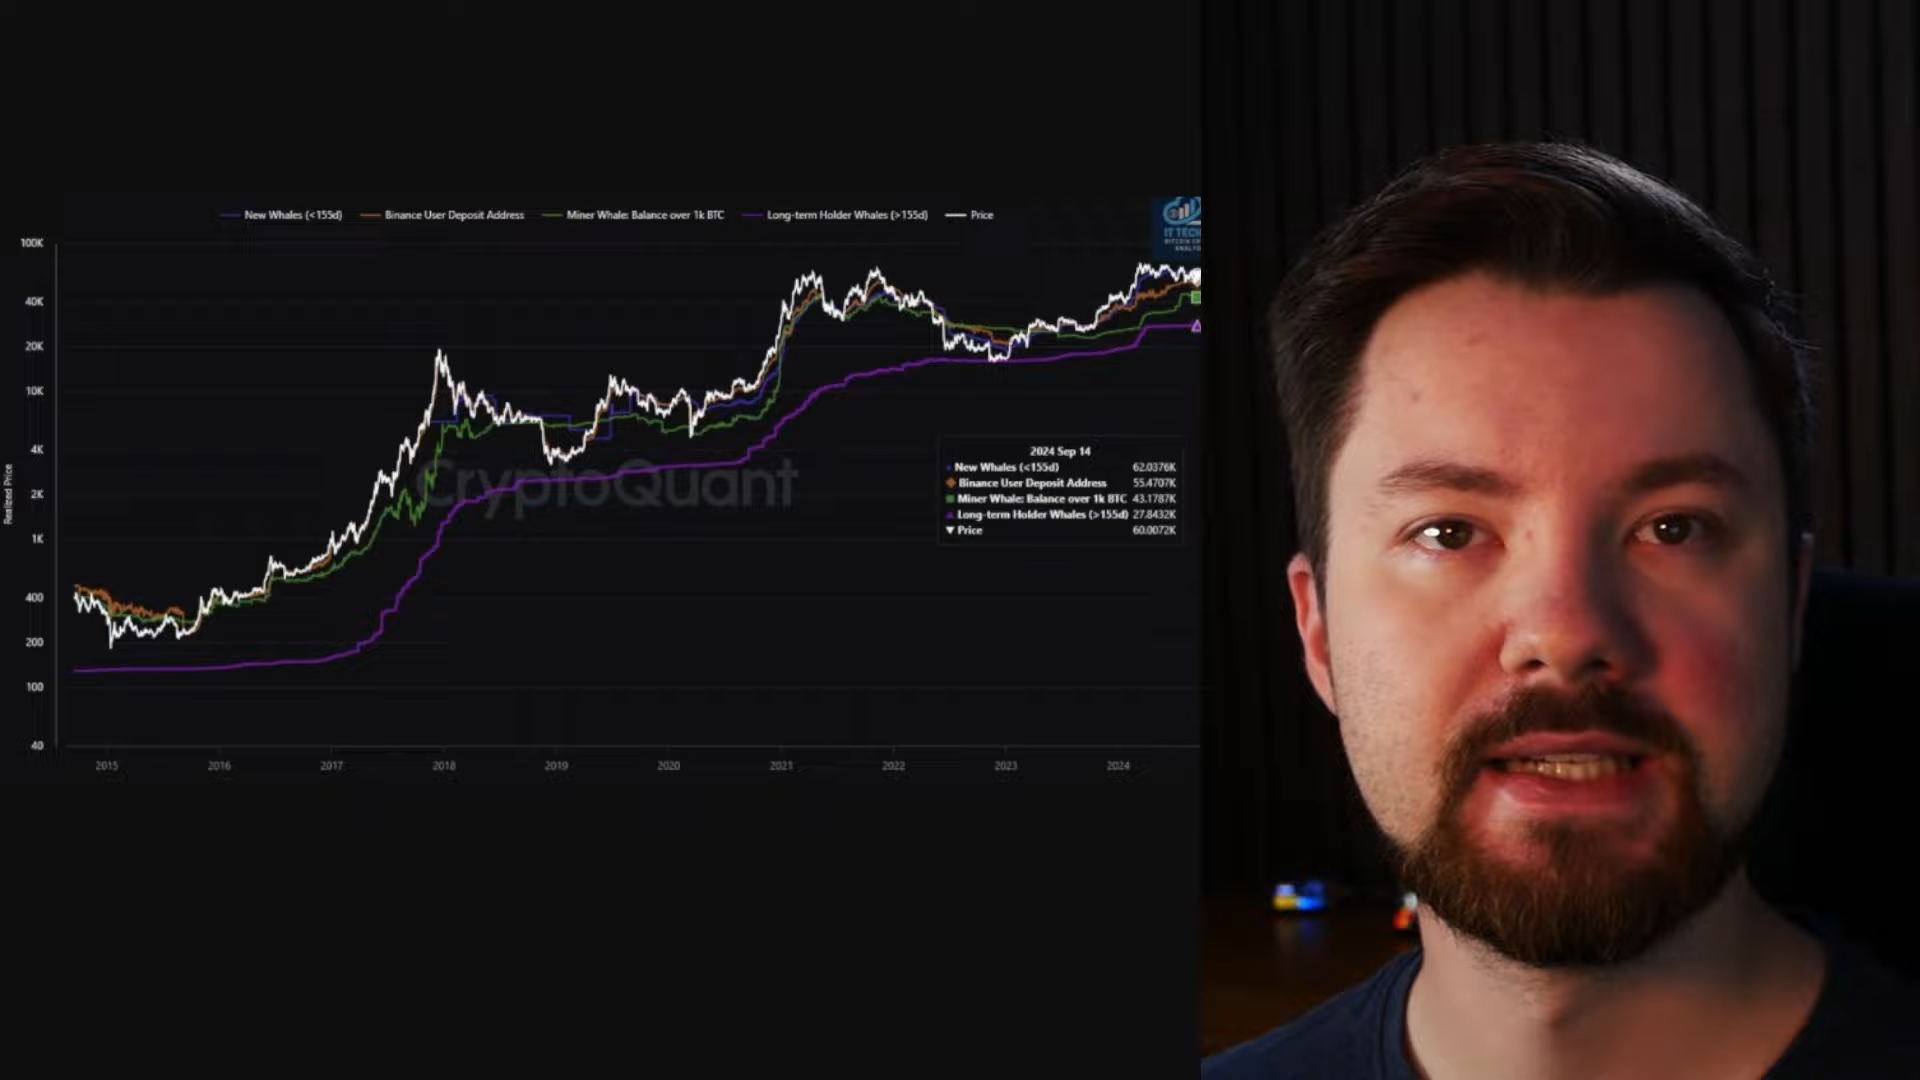 New Whales (<155d) Binance User Deposit Address Miner Whale: Balance over 1k BTC Long-term Holder Whales (>155d) Price
IT TECH
100K
40K
20K
10K
4K
2K
1K
400
200
100
40
Realized Price
CryptoQuant
2024 Sep 14
New Whales (<155d) 62.0376K
Binance User Deposit Address 55.4707K
Miner Whale: Balance over 1k BTC 43.1787K
Long-term Holder Whales (>155d) 27.8432K
Price 60.0072K
2015 2016 2017 2018 2019 2020 2021 2022 2023 2024